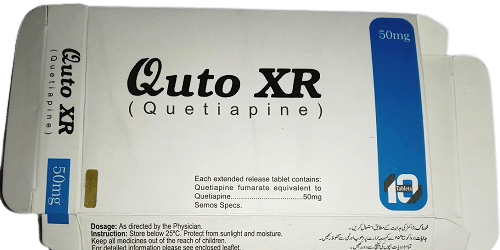 50mg
Quto XR
(Quetiapine)
Quto XR
(Quetiapine)
50mg
Each extended release tablet contains:
Quetiapine fumarate equivalent to
Quetiapine..............................50mg
Semos Specs.
10
Tablets
Dosage: As directed by the Physician.
Instruction: Store below 25°C. Protect from sunlight and moisture.
Keep all medicines out of the reach of children.
For detailed information please see enclosed leaflet.